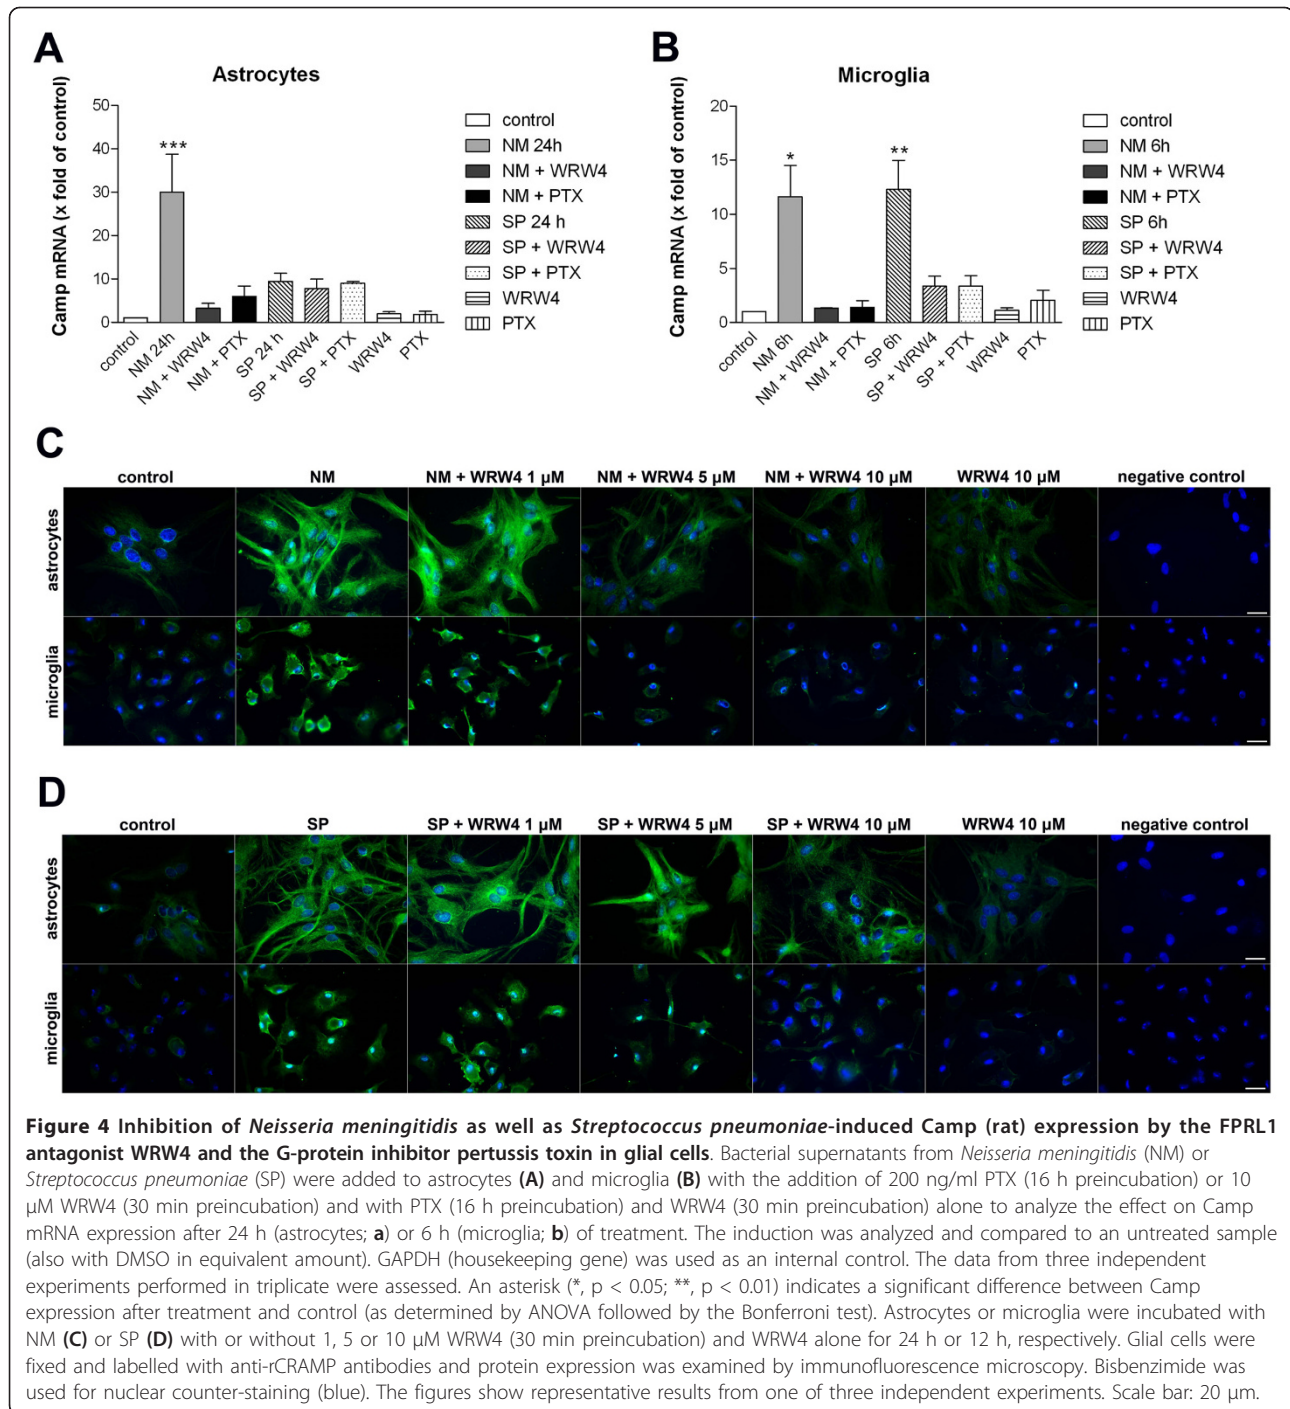 A
Astrocytes
Camp mRNA (x fold of control)
50
40
30
20
10
0
***
control
NM 24h
NM + WRW4
NM + PTX
SP 24 h
SP + WRW4
SP + PTX
WRW4
PTX
control
NM 24h
NM + WRW4
NM + PTX
SP 24 h
SP + WRW4
SP + PTX
WRW4
PTX
B
Microglia
Camp mRNA (x fold of control)
20
15
10
5
0
*
**
control
NM 6h
NM + WRW4
NM + PTX
SP 6h
SP + WRW4
SP + PTX
WRW4
PTX
control
NM 6h
NM + WRW4
NM + PTX
SP 6h
SP + WRW4
SP + PTX
WRW4
PTX
C
control NM NM + WRW4 1 µM NM + WRW4 5 µM NM + WRW4 10 µM WRW4 10 µM negative control
astrocytes
microglia
D
control SP SP + WRW4 1 µM SP + WRW4 5 µM SP + WRW4 10 µM WRW4 10 µM negative control
astrocytes
microglia
Figure 4 Inhibition of Neisseria meningitidis as well as Streptococcus pneumoniae-induced Camp (rat) expression by the FPRL1
antagonist WRW4 and the G-protein inhibitor pertussis toxin in glial cells. Bacterial supernatants from Neisseria meningitidis (NM) or
Streptococcus pneumoniae (SP) were added to astrocytes (A) and microglia (B) with the addition of 200 ng/ml PTX (16 h preincubation) or 10
µM WRW4 (30 min preincubation) and with PTX (16 h preincubation) and WRW4 (30 min preincubation) alone to analyze the effect on Camp
mRNA expression after 24 h (astrocytes; a) or 6 h (microglia; b) of treatment. The induction was analyzed and compared to an untreated sample
(also with DMSO in equivalent amount). GAPDH (housekeeping gene) was used as an internal control. The data from three independent
experiments performed in triplicate were assessed. An asterisk (*, p < 0.05; **, p < 0.01) indicates a significant difference between Camp
expression after treatment and control (as determined by ANOVA followed by the Bonferroni test). Astrocytes or microglia were incubated with
NM (C) or SP (D) with or without 1, 5 or 10 µM WRW4 (30 min preincubation) and WRW4 alone for 24 h or 12 h, respectively. Glial cells were
fixed and labelled with anti-rCRAMP antibodies and protein expression was examined by immunofluorescence microscopy. Bisbenzimide was
used for nuclear counter-staining (blue). The figures show representative results from one of three independent experiments. Scale bar: 20 µm.